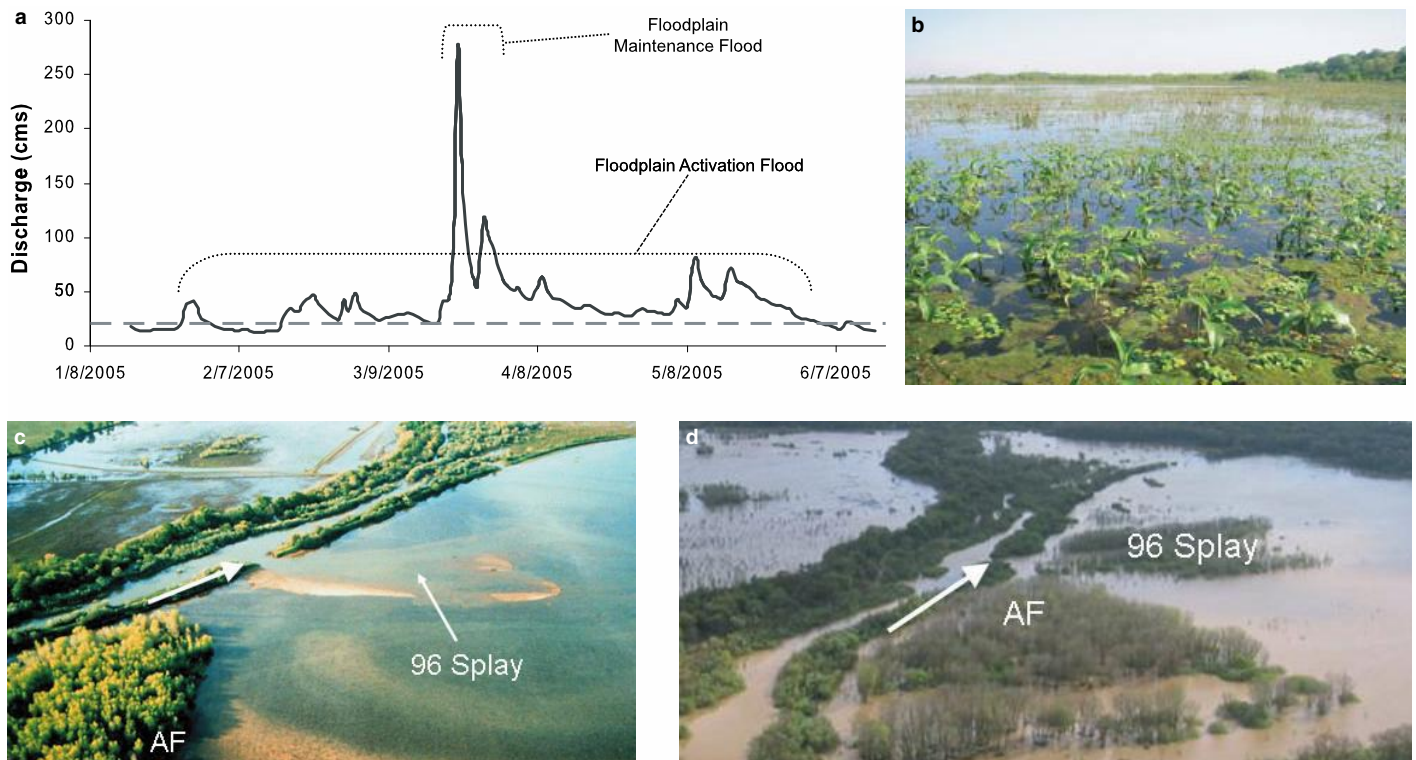 a
300
250
200
150
100
50
0
Discharge (cms)
1/8/2005
2/7/2005
3/9/2005
4/8/2005
5/8/2005
6/7/2005
Floodplain
Maintenance Flood
Floodplain Activation Flood
b
c
96 Splay
AF
d
96 Splay
AF